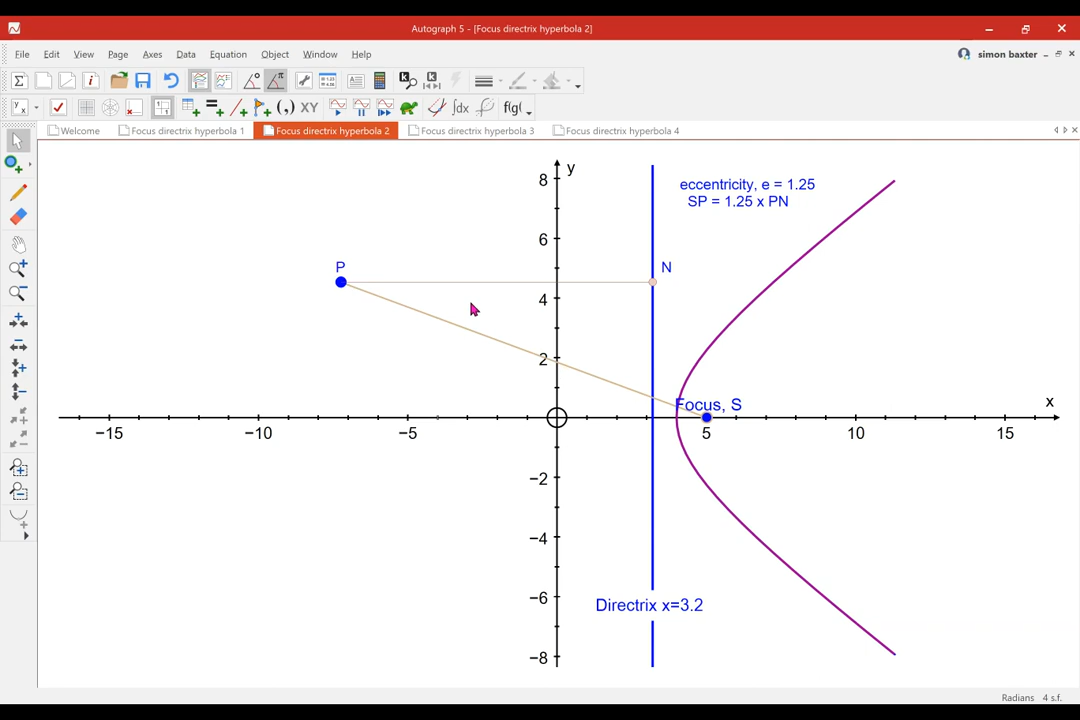 Autograph 5 - [Focus directrix hyperbola 2]
File Edit View Page Axes Data Equation Object Window Help
simon baxter
Σ i
XY ∫dx f(g(
Welcome Focus directrix hyperbola 1 Focus directrix hyperbola 2 Focus directrix hyperbola 3 Focus directrix hyperbola 4
y
8
eccentricity, e = 1.25
SP = 1.25 x PN
6
P
N
4
2
Focus, S
x
−15 −10 −5 5 10 15
−2
−4
−6
Directrix x=3.2
−8
Radians 4 s.f.